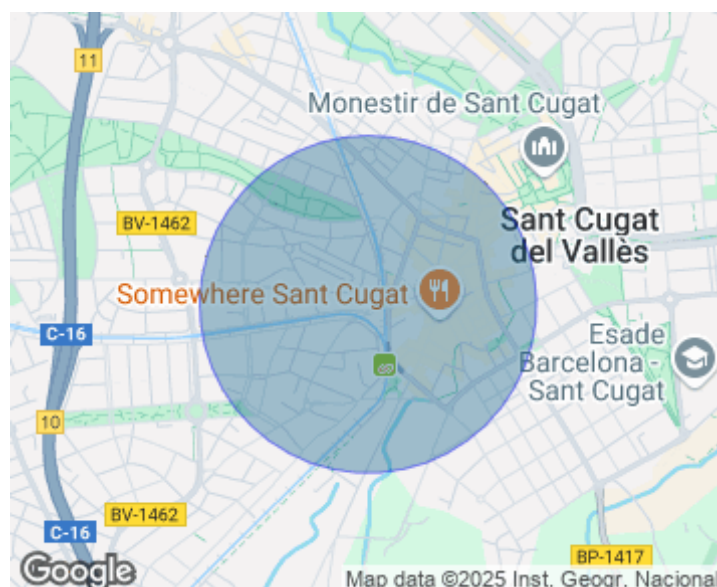 11
Monestir de Sant Cugat
BV-1462
Sant Cugat
del Vallès
Somewhere Sant Cugat
C-16
Esade
Barcelona -
Sant Cugat
10
BV-1462
C-16
BP-1417
Google
Map data ©2025 Inst. Geogr. Nacional